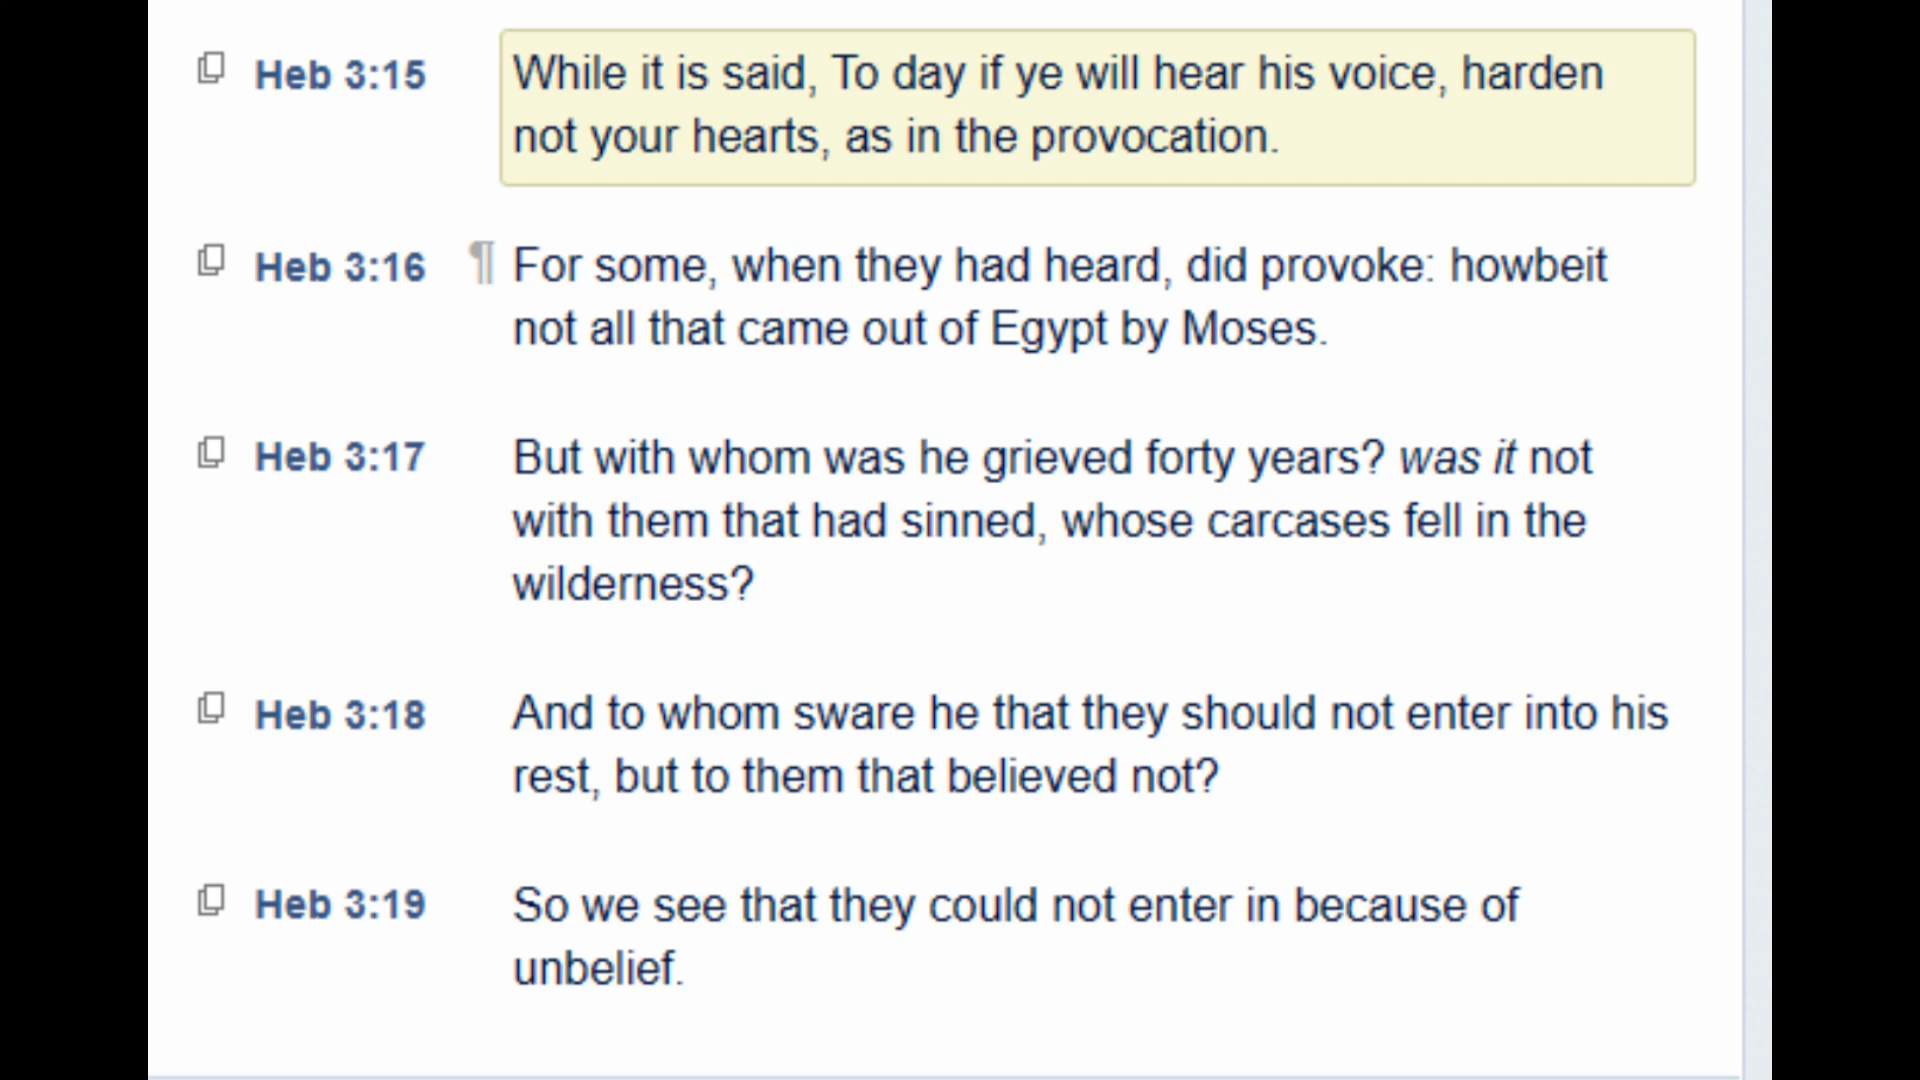 Heb 3:15 While it is said, To day if ye will hear his voice, harden
not your hearts, as in the provocation.
Heb 3:16 ¶ For some, when they had heard, did provoke: howbeit
not all that came out of Egypt by Moses.
Heb 3:17 But with whom was he grieved forty years? was it not
with them that had sinned, whose carcases fell in the
wilderness?
Heb 3:18 And to whom sware he that they should not enter into his
rest, but to them that believed not?
Heb 3:19 So we see that they could not enter in because of
unbelief.